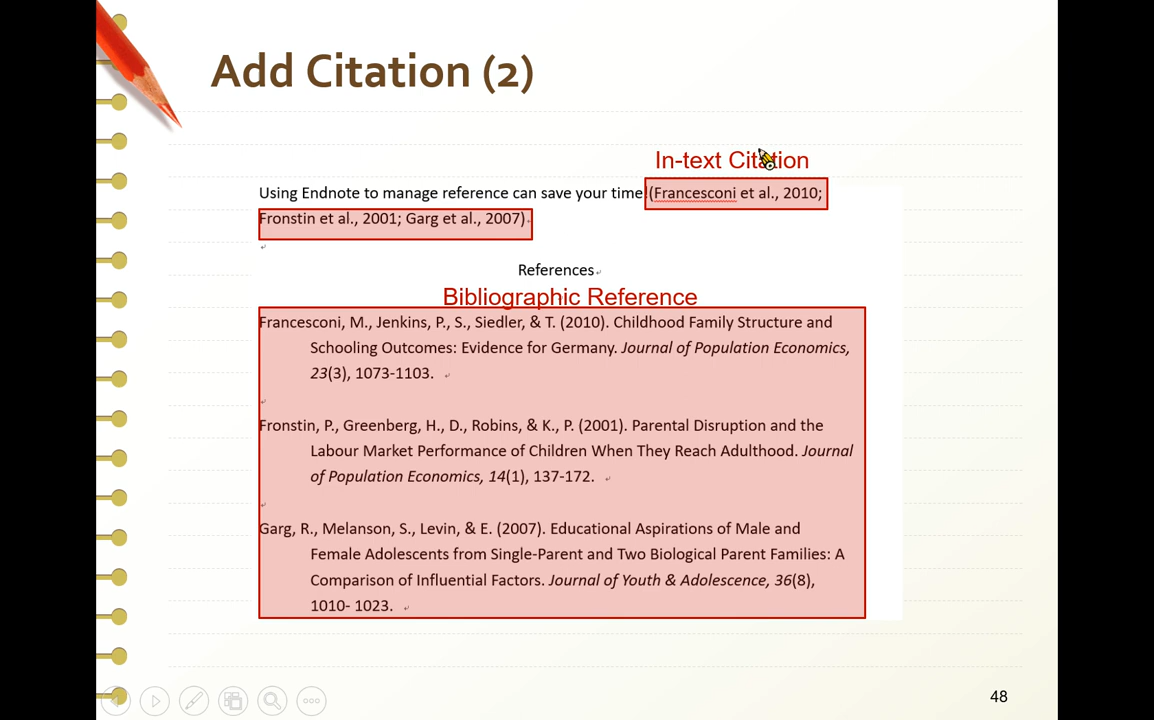 Add Citation (2)
In-text Citation
Using Endnote to manage reference can save your time!(Francesconi et al., 2010;
Fronstin et al., 2001; Garg et al., 2007)
References
Bibliographic Reference
Francesconi, M., Jenkins, P., S., Siedler, & T. (2010). Childhood Family Structure and
Schooling Outcomes: Evidence for Germany. Journal of Population Economics,
23(3), 1073-1103.
Fronstin, P., Greenberg, H., D., Robins, & K., P. (2001). Parental Disruption and the
Labour Market Performance of Children When They Reach Adulthood. Journal
of Population Economics, 14(1), 137-172.
Garg, R., Melanson, S., Levin, & E. (2007). Educational Aspirations of Male and
Female Adolescents from Single-Parent and Two Biological Parent Families: A
Comparison of Influential Factors. Journal of Youth & Adolescence, 36(8),
1010- 1023.
48